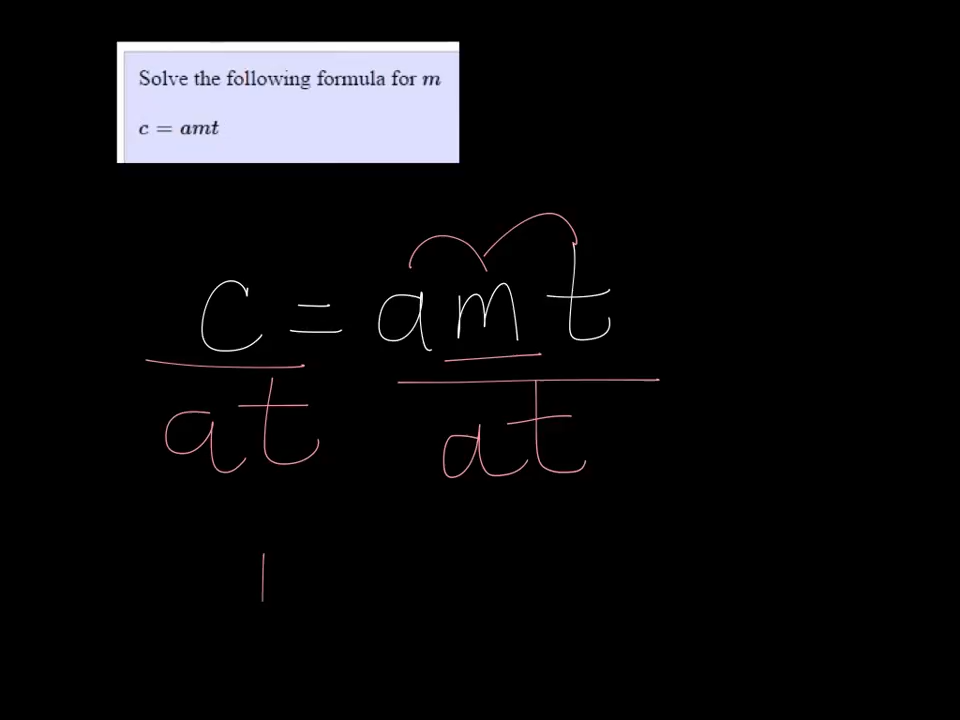 Solve the following formula for m
c = amt
c = amt
at at